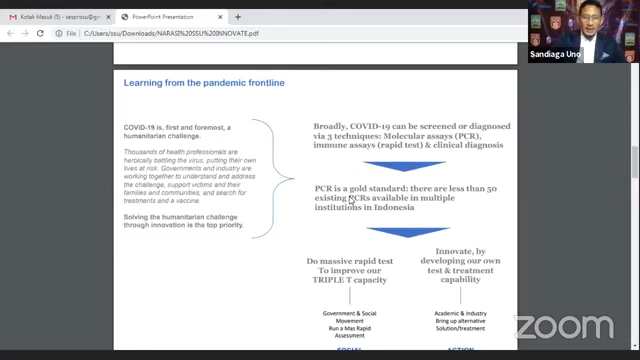 Kotak Masuk (5) - sesprissu@gm
PowerPoint Presentation
File | C:/Users/ssu/Downloads/NARASI%20SSU%20INNOVATE.pdf
Sandiaga Uno
Learning from the pandemic frontline
COVID-19 is, first and foremost, a
humanitarian challenge.
Thousands of health professionals are
heroically battling the virus, putting their own
lives at risk. Governments and industry are
working together to understand and address
the challenge, support victims and their
families and communities, and search for
treatments and a vaccine.
Solving the humanitarian challenge
through innovation is the top priority.
Broadly, COVID-19 can be screened or diagnosed
via 3 techniques: Molecular assays (PCR),
immune assays (rapid test) & clinical diagnosis
PCR is a gold standard: there are less than 50
existing PCRs available in multiple
institutions in Indonesia
Do massive rapid test
To improve our
TRIPLE T capacity
Government & Social
Movement
Run a Mas Rapid
Assessment
SOCIAL
Innovate, by
developing our own
test & treatment
capability
Academic & Industry
Bring up alternative
Solution/treatment
ACTION
zoom